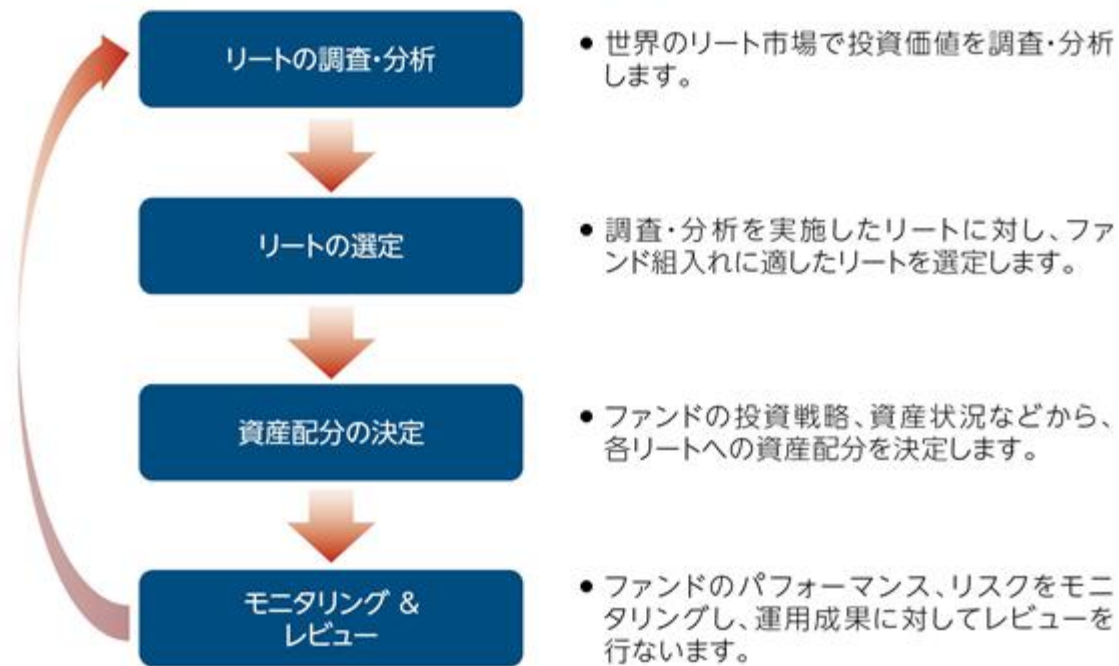 リートの調査・分析
● 世界のリート市場で投資価値を調査・分析
します。
リートの選定
● 調査・分析を実施したリートに対し、ファ
ンド組入れに適したリートを選定します。
資産配分の決定
● ファンドの投資戦略、資産状況などから、
各リートへの資産配分を決定します。
モニタリング &
レビュー
● ファンドのパフォーマンス、リスクをモニ
タリングし、運用成果に対してレビューを
行ないます。